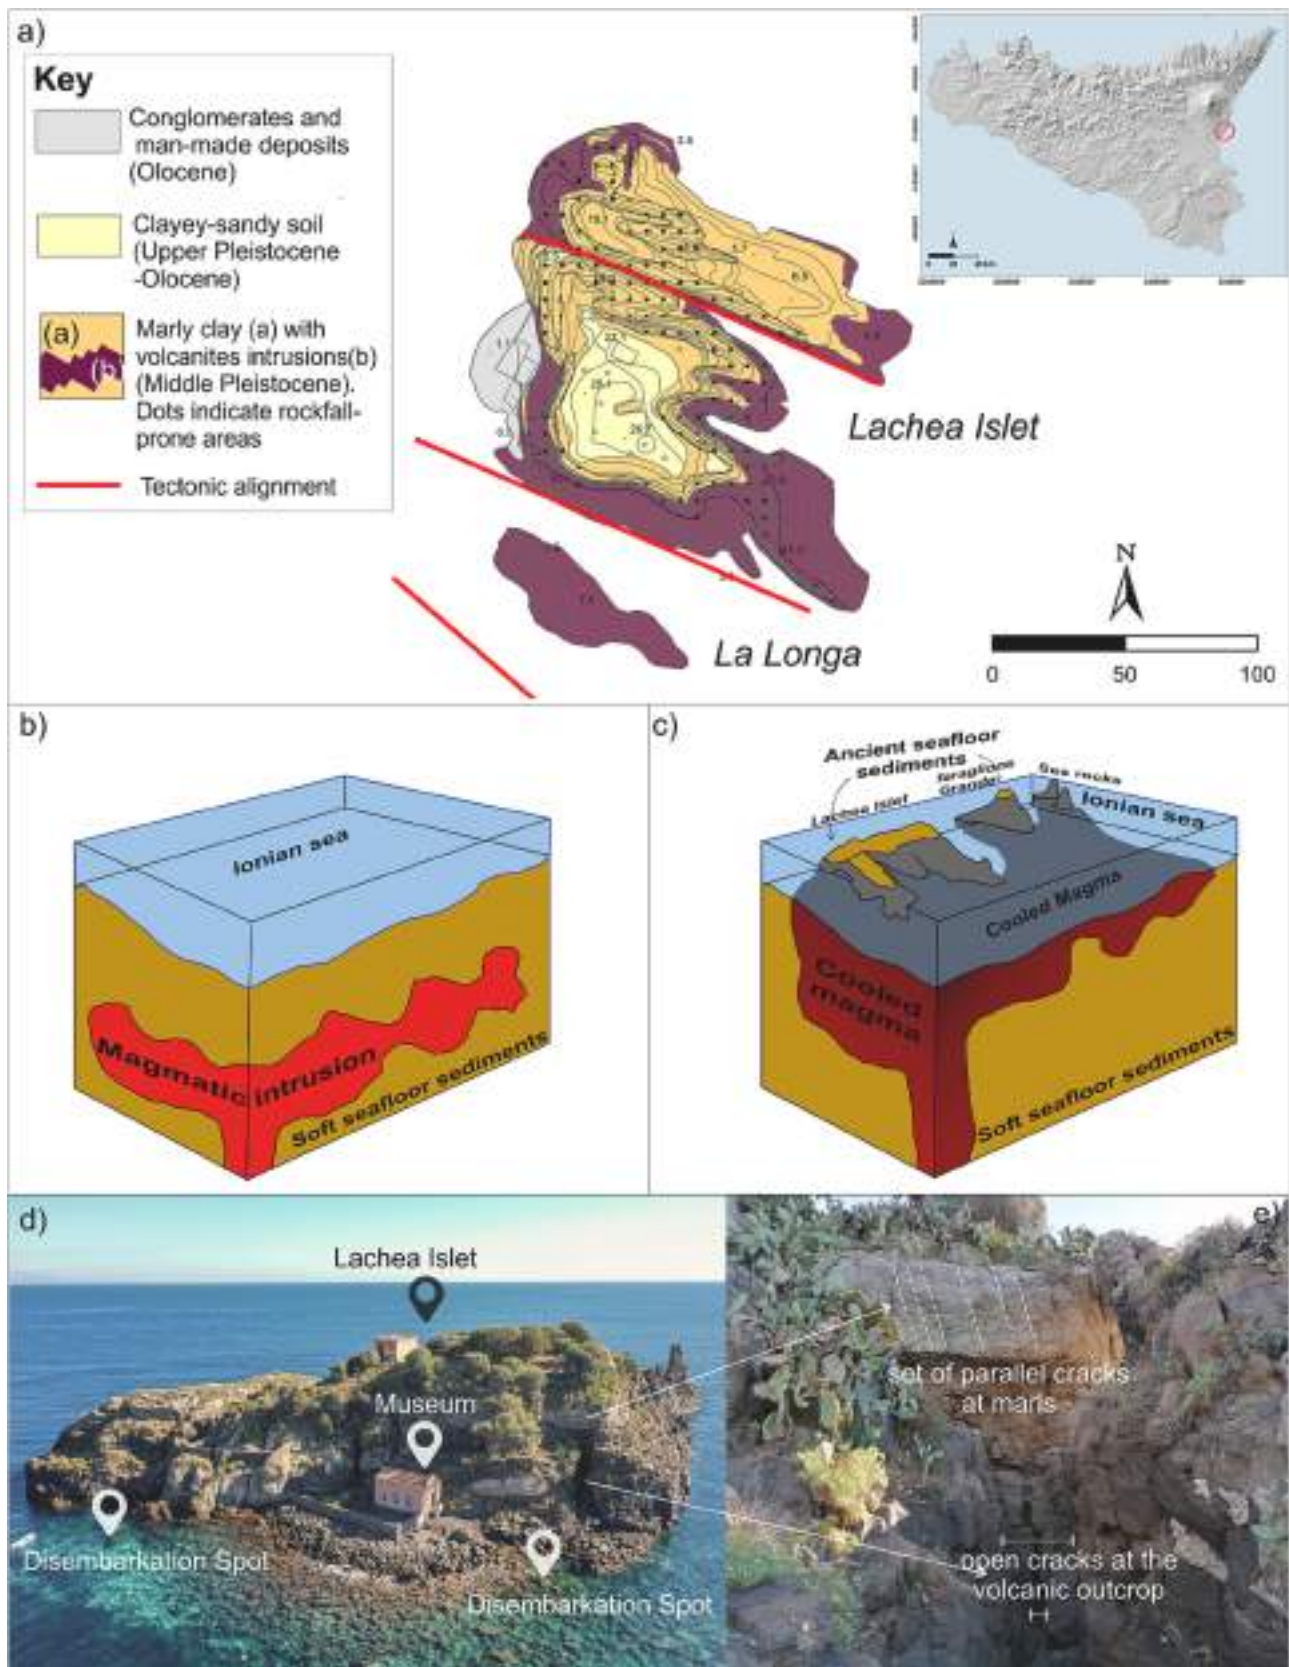 a)
Key
Conglomerates and
man-made deposits
(Olocene)
Clayey-sandy soil
(Upper Pleistocene
-Olocene)
(a)
(b
Marly clay (a) with
volcanites intrusions(b)
(Middle Pleistocene).
Dots indicate rockfall-
prone areas
Tectonic alignment
Lachea Islet
La Longa
N
0
50
100
b)
Ionian sea
Magmatic intrusion
Soft seafloor sediments
c)
Ancient seafloor
sediments
faraglione
Grande
Sea rocks
Lachea Islet
Ionian sea
Cooled Magma
Cooled
magma
Soft seafloor sediments
d)
Lachea Islet
Museum
Disembarkation Spot
Disembarkation Spot
e)
set of parallel cracks
at marls
open cracks at the
volcanic outcrop